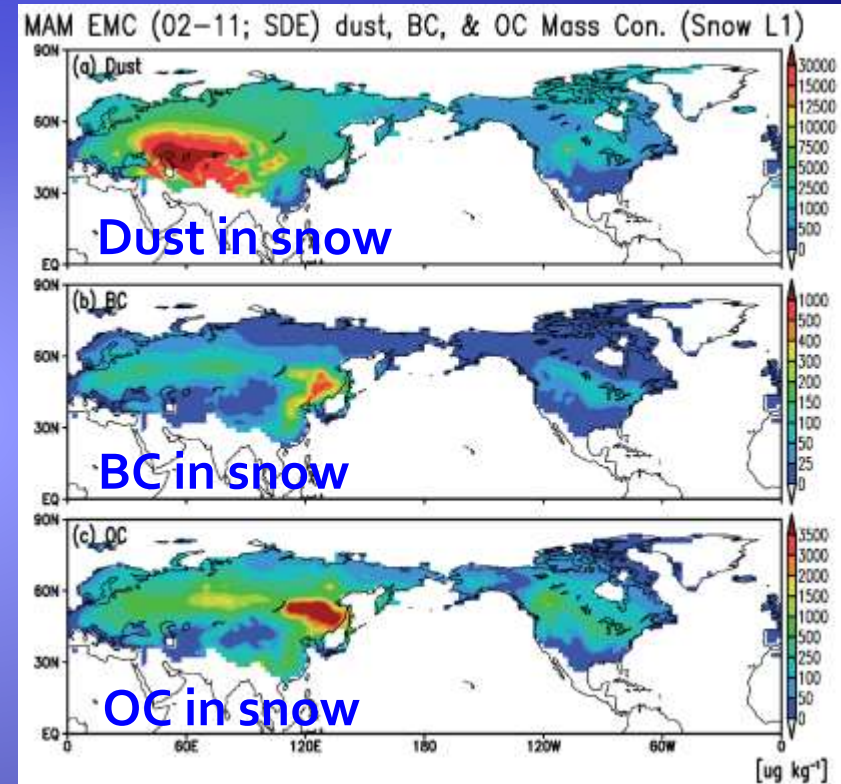 MAM EMC (02-11; SDE) dust, BC, & OC Mass Con. (Snow L1)
90N
(a) Dust
60N
30N
EQ
Dust in snow
30000
15000
12500
10000
7500
5000
2500
1000
500
0
90N
(b) BC
60N
30N
EQ
BC in snow
1000
500
400
300
200
150
100
50
25
0
90N
(c) OC
60N
30N
EQ
OC in snow
3500
3000
2000
1500
1000
500
250
100
50
0
0 60E 120E 180 120W 60W 0
[ug kg⁻¹]